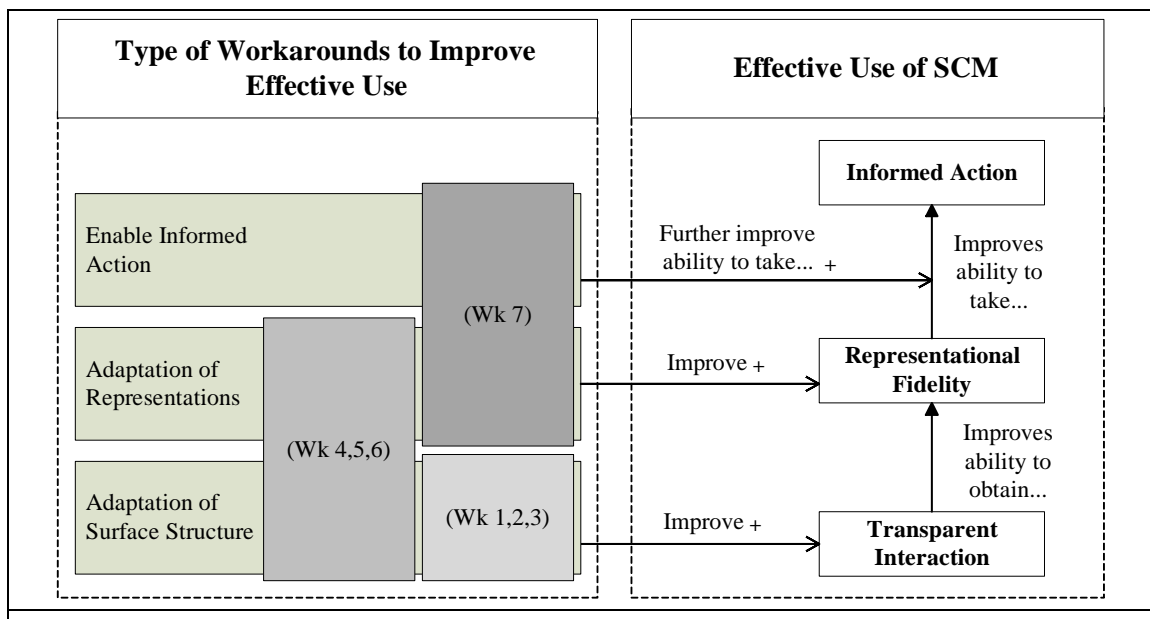 Type of Workarounds to Improve
Effective Use
Enable Informed
Action
(Wk 7)
Adaptation of
Representations
(Wk 4,5,6)
Adaptation of
Surface Structure
(Wk 1,2,3)
Effective Use of SCM
Informed Action
Further improve
ability to take... +
Improves
ability to
take...
Improve +
Representational
Fidelity
Improves
ability to
obtain...
Improve +
Transparent
Interaction